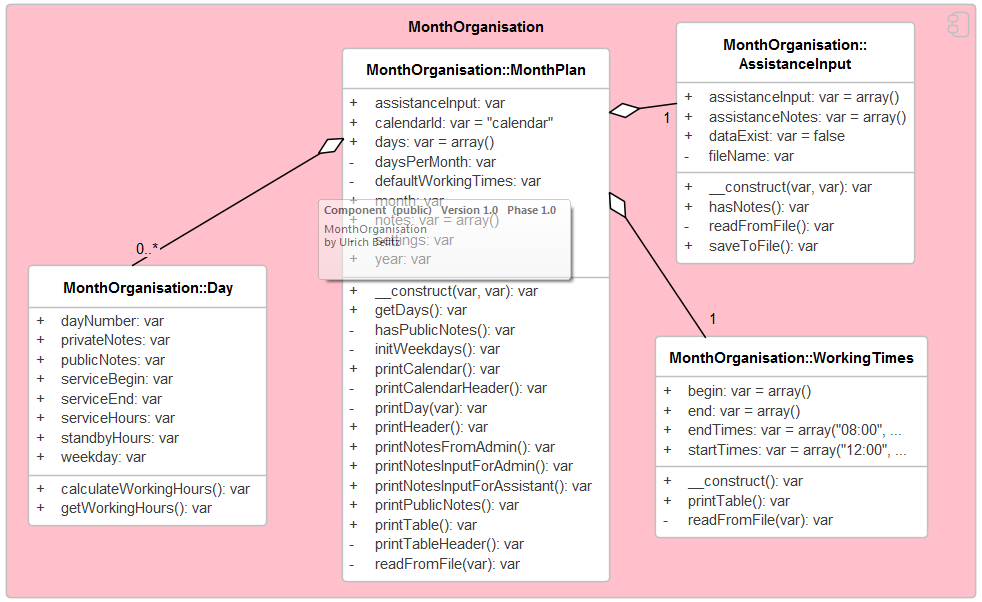 MonthOrganisation
MonthOrganisation::MonthPlan
+ assistanceInput: var
+ calendarId: var = "calendar"
+ days: var = array()
- daysPerMonth: var
- defaultWorkingTimes: var
+ month: var
+ notes: var = array()
+ settings: var
+ year: var
+ __construct(var, var): var
+ getDays(): var
- hasPublicNotes(): var
- initWeekdays(): var
+ printCalendar(): var
- printCalendarHeader(): var
- printDay(var): var
+ printHeader(): var
+ printNotesFromAdmin(): var
+ printNotesInputForAdmin(): var
+ printNotesInputForAssistant(): var
+ printPublicNotes(): var
+ printTable(): var
- printTableHeader(): var
- readFromFile(var): var
Component (public) Version 1.0 Phase 1.0
MonthOrganisation
by Ulrich Belitz
MonthOrganisation::
AssistanceInput
+ assistanceInput: var = array()
+ assistanceNotes: var = array()
+ dataExist: var = false
- fileName: var
+ __construct(var, var): var
+ hasNotes(): var
- readFromFile(): var
+ saveToFile(): var
1
0..*
1
MonthOrganisation::Day
+ dayNumber: var
+ privateNotes: var
+ publicNotes: var
+ serviceBegin: var
+ serviceEnd: var
+ serviceHours: var
+ standbyHours: var
+ weekday: var
+ calculateWorkingHours(): var
+ getWorkingHours(): var
MonthOrganisation::WorkingTimes
+ begin: var = array()
+ end: var = array()
+ endTimes: var = array("08:00", ...
+ startTimes: var = array("12:00", ...
+ __construct(): var
+ printTable(): var
- readFromFile(var): var